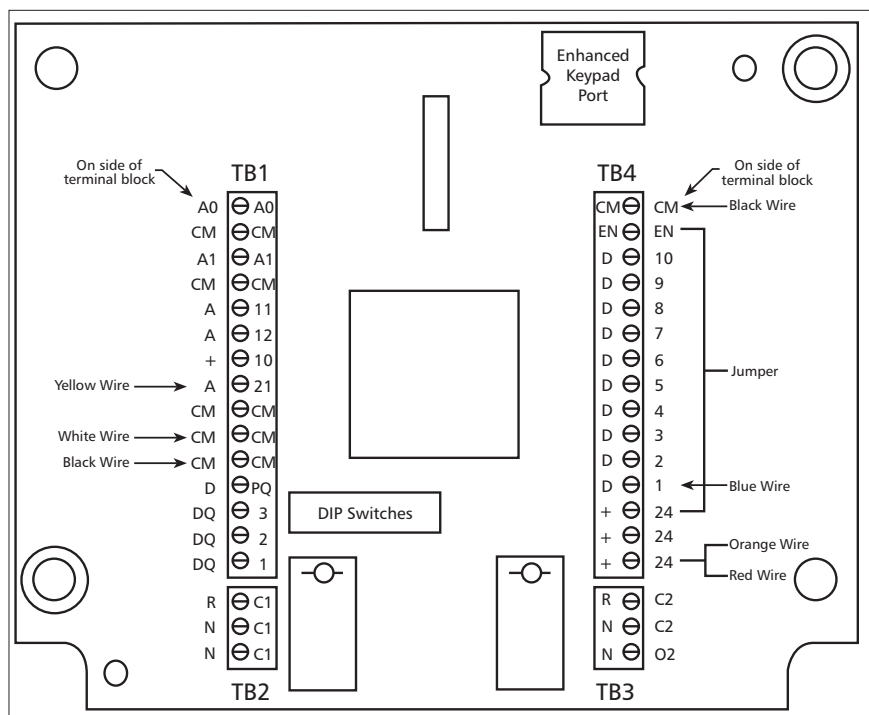 Enhanced
Keypad
Port
On side of
terminal block
TB1
A0 A0
CM CM
A1 A1
CM CM
A 11
A 12
+ 10
Yellow Wire A 21
CM CM
White Wire CM CM
Black Wire CM CM
D PQ
DQ 3
DQ 2
DQ 1
R C1
N C1
N C1
TB2
DIP Switches
TB4
On side of
terminal block
CM CM Black Wire
EN EN
D 10
D 9
D 8
D 7
D 6
D 5
D 4
D 3
D 2
D 1 Blue Wire
+ 24
+ 24
+ 24
Jumper
Orange Wire
Red Wire
R C2
N C2
N O2
TB3